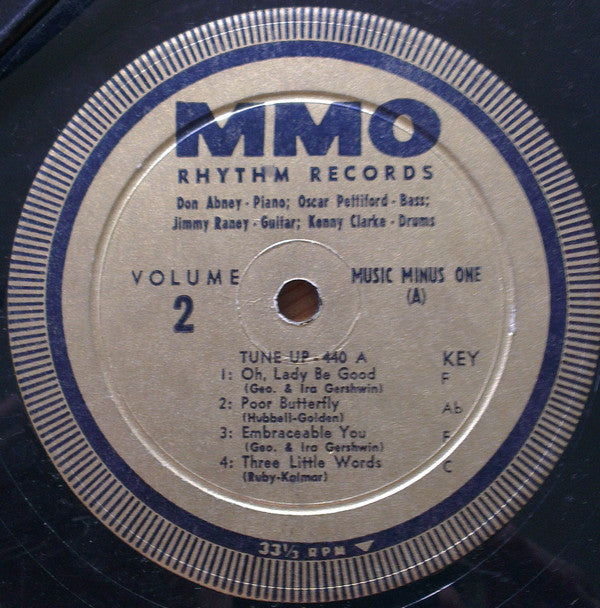 MMO
RHYTHM RECORDS
Don Abney - Piano; Oscar Pettiford - Bass;
Jimmy Raney - Guitar; Kenny Clarke - Drums
VOLUME
2
MUSIC MINUS ONE
(A)
TUNE UP - 440 A KEY
1: Oh, Lady Be Good F
(Geo. & Ira Gershwin)
2: Poor Butterfly Ab
(Hubbell-Golden)
3: Embraceable You F
(Geo. & Ira Gershwin)
4: Three Little Words C
(Ruby-Kalmar)
33⅓ RPM